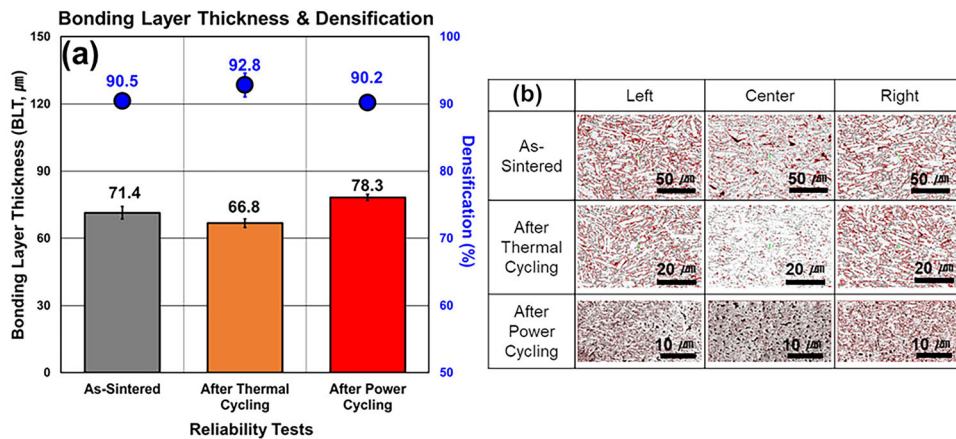 Bonding Layer Thickness & Densification
(a)
150
120
90
60
30
0
Bonding Layer Thickness (BLT, ㎛)
100
90
80
70
60
50
Densification (%)
90.5
92.8
90.2
71.4
66.8
78.3
As-Sintered
After Thermal
Cycling
After Power
Cycling
Reliability Tests
(b)
Left
Center
Right
As-
Sintered
50 ㎛
50 ㎛
50 ㎛
After
Thermal
Cycling
20 ㎛
20 ㎛
20 ㎛
After
Power
Cycling
10 ㎛
10 ㎛
10 ㎛